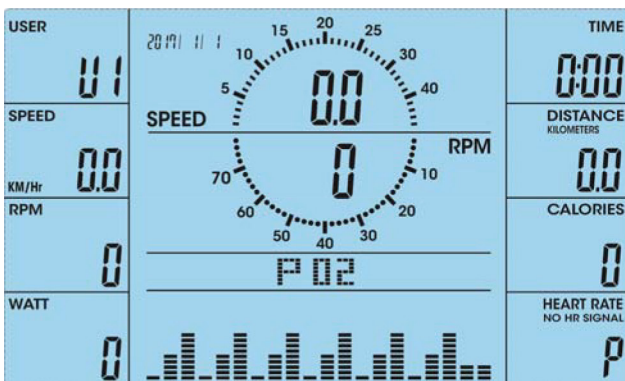 USER
U1
SPEED
KM/Hr 0.0
RPM
0
WATT
0
2017/ 1/ 1
5 10 15 20 25 30 40
0.0
SPEED
RPM
0
70 60 50 40 30 20 10
P 02
TIME
0:00
DISTANCE
KILOMETERS
0.0
CALORIES
0
HEART RATE
NO HR SIGNAL
P